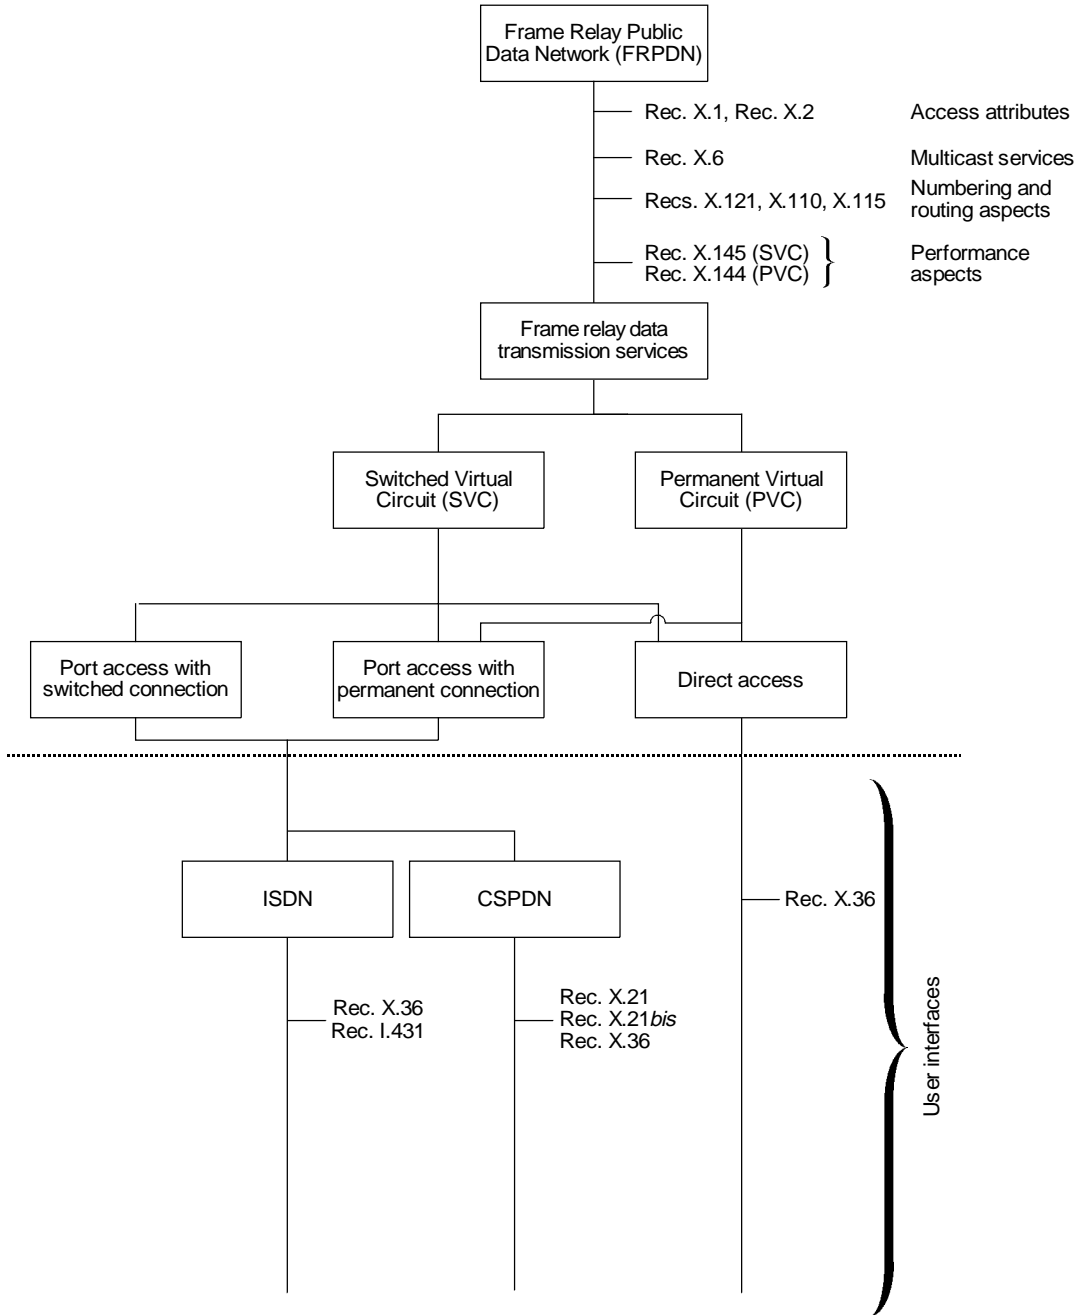 Frame Relay Public
Data Network (FRPDN)
Rec. X.1, Rec. X.2
Access attributes
Rec. X.6
Multicast services
Recs. X.121, X.110, X.115
Numbering and
routing aspects
Rec. X.145 (SVC)
Rec. X.144 (PVC)
Performance
aspects
Frame relay data
transmission services
Switched Virtual
Circuit (SVC)
Permanent Virtual
Circuit (PVC)
Port access with
switched connection
Port access with
permanent connection
Direct access
ISDN
CSPDN
Rec. X.36
Rec. X.36
Rec. I.431
Rec. X.21
Rec. X.21bis
Rec. X.36
User interfaces